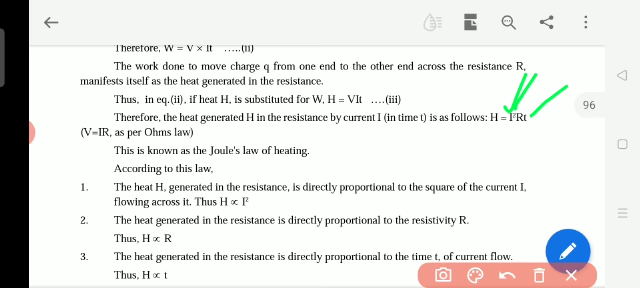 Therefore, W = V × It .....(ii)
The work done to move charge q from one end to the other end across the resistance R,
manifests itself as the heat generated in the resistance.
Thus, in eq.(ii), if heat H, is substituted for W, H = VIt ....(iii)
Therefore, the heat generated H in the resistance by current I (in time t) is as follows: H = I²Rt
(V=IR, as per Ohms law)
96
This is known as the Joule's law of heating.
According to this law,
1. The heat H, generated in the resistance, is directly proportional to the square of the current I,
flowing across it. Thus H ∝ I²
2. The heat generated in the resistance is directly proportional to the resistivity R.
Thus, H ∝ R
3. The heat generated in the resistance is directly proportional to the time t, of current flow.
Thus, H ∝ t